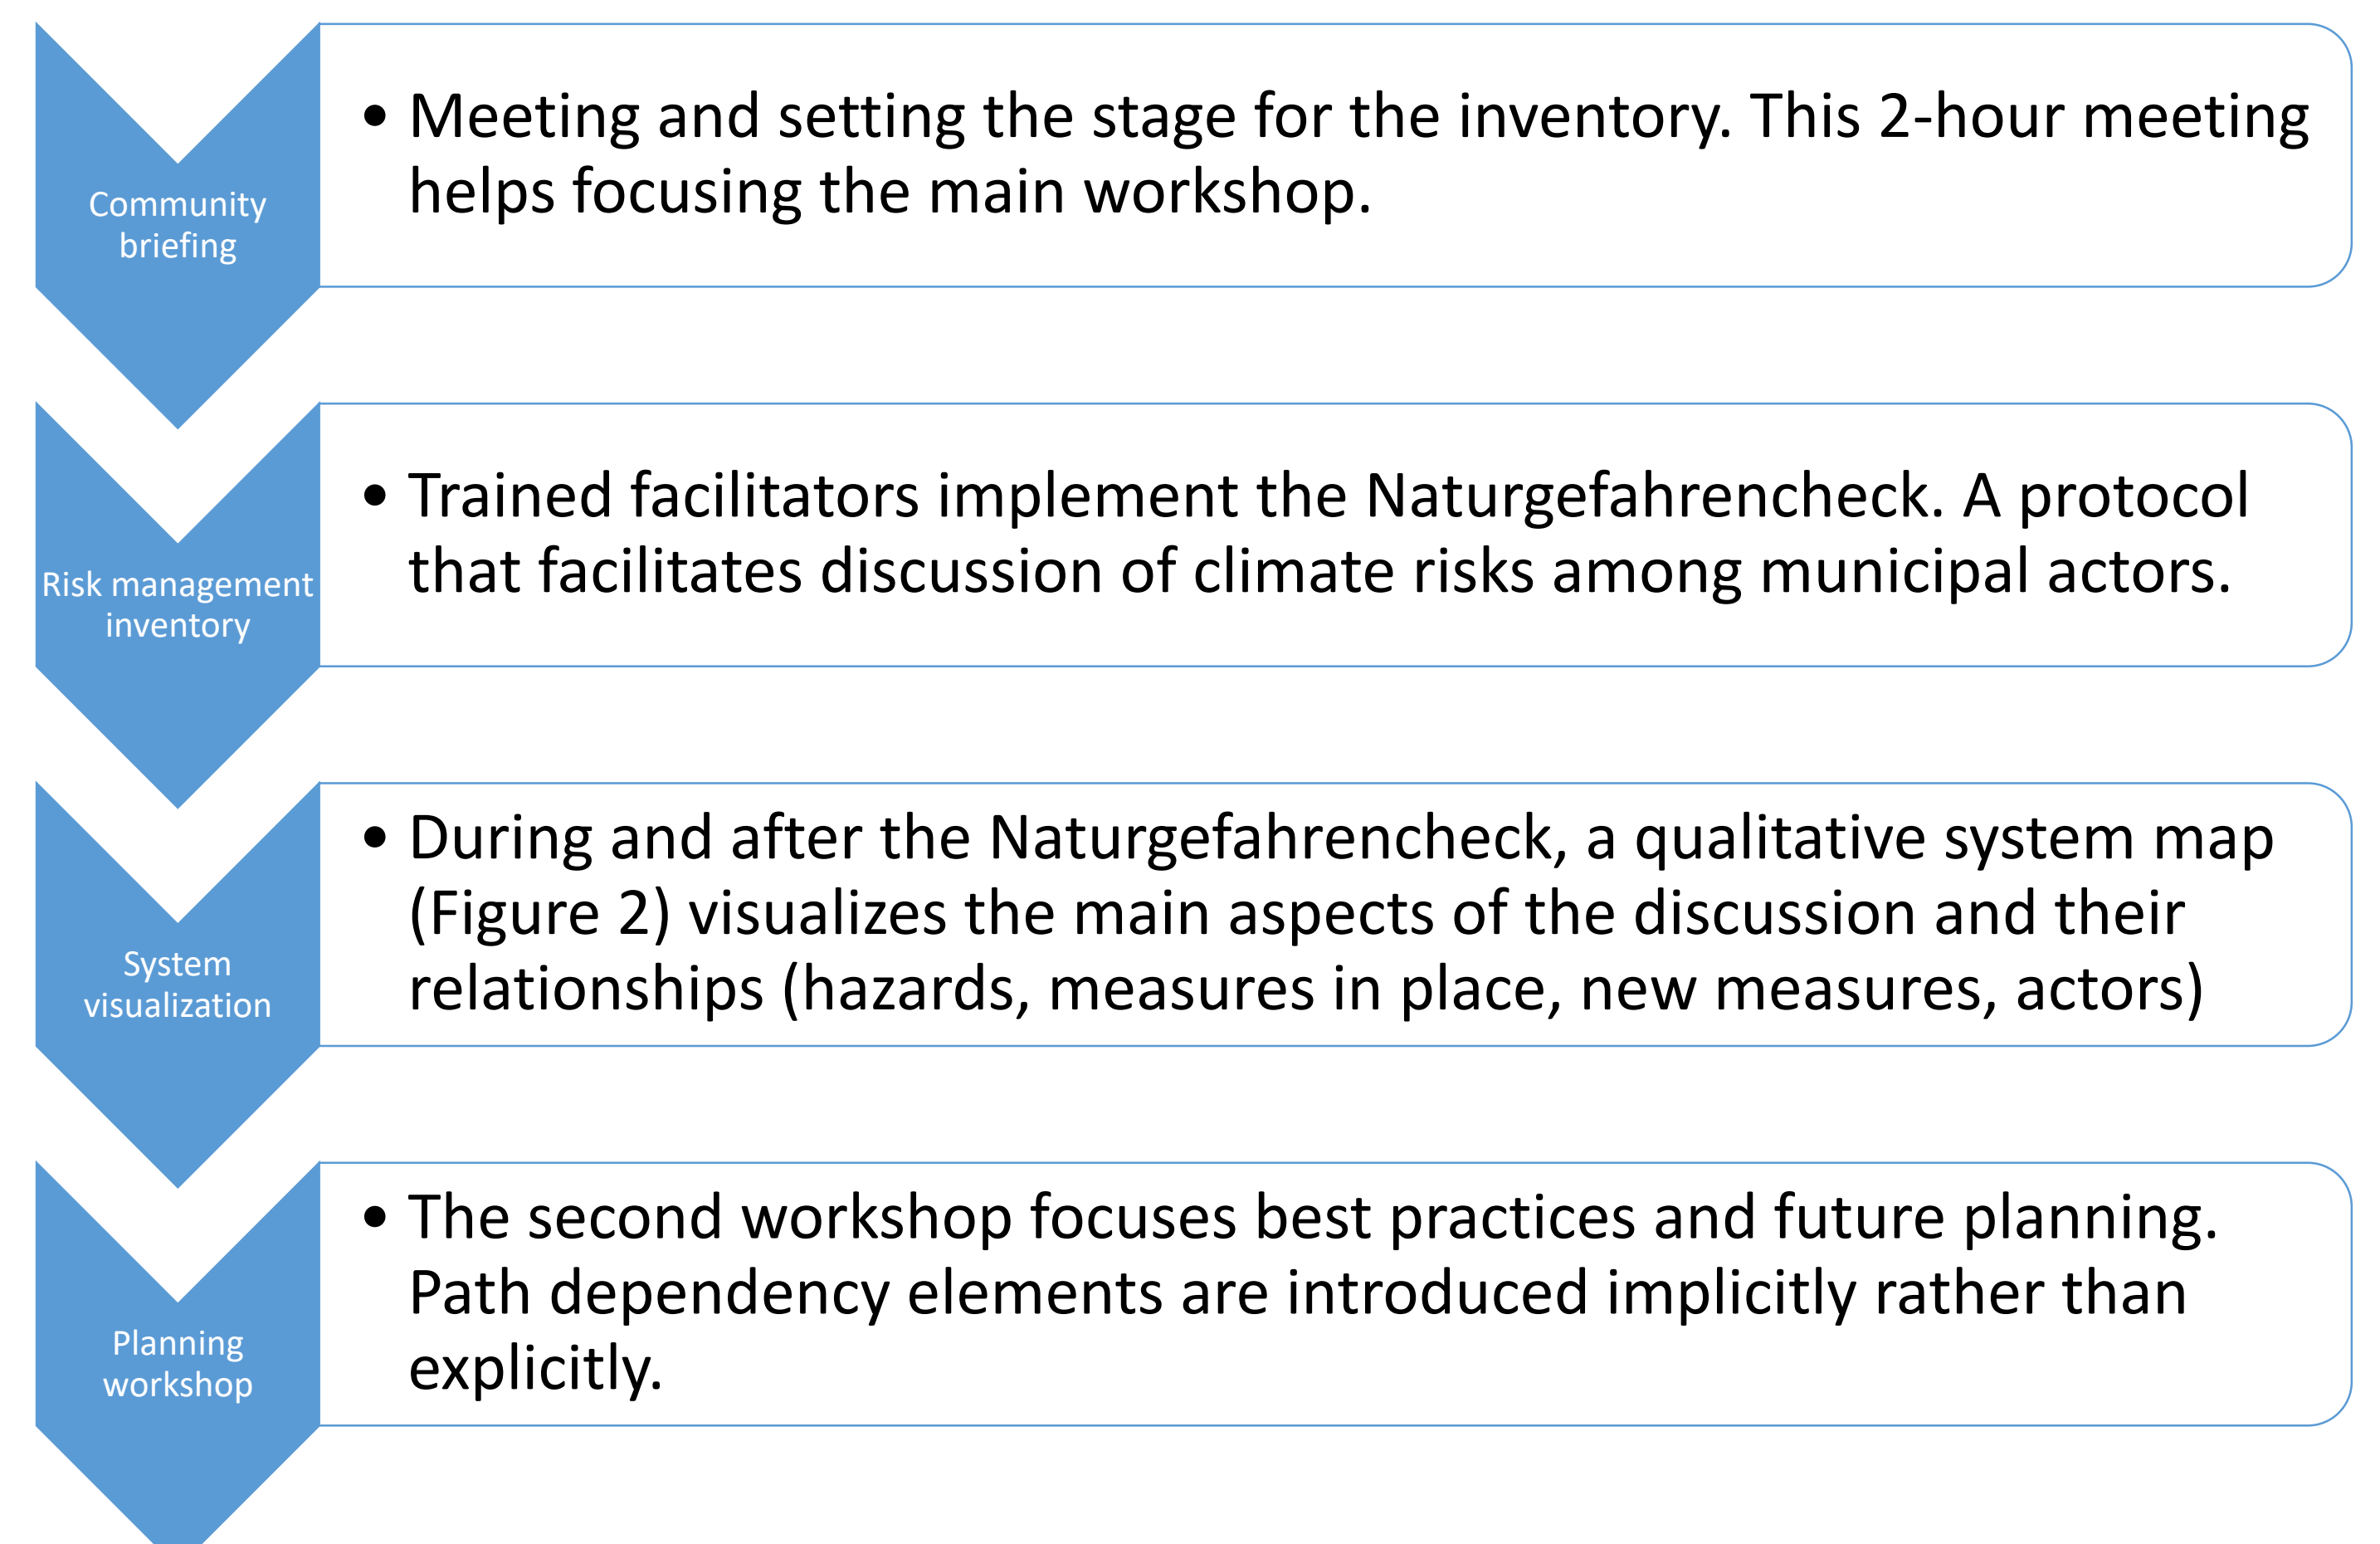 Community
briefing
• Meeting and setting the stage for the inventory. This 2-hour meeting
helps focusing the main workshop.
Risk management
inventory
• Trained facilitators implement the Naturgefahrencheck. A protocol
that facilitates discussion of climate risks among municipal actors.
System
visualization
• During and after the Naturgefahrencheck, a qualitative system map
(Figure 2) visualizes the main aspects of the discussion and their
relationships (hazards, measures in place, new measures, actors)
Planning
workshop
• The second workshop focuses best practices and future planning.
Path dependency elements are introduced implicitly rather than
explicitly.